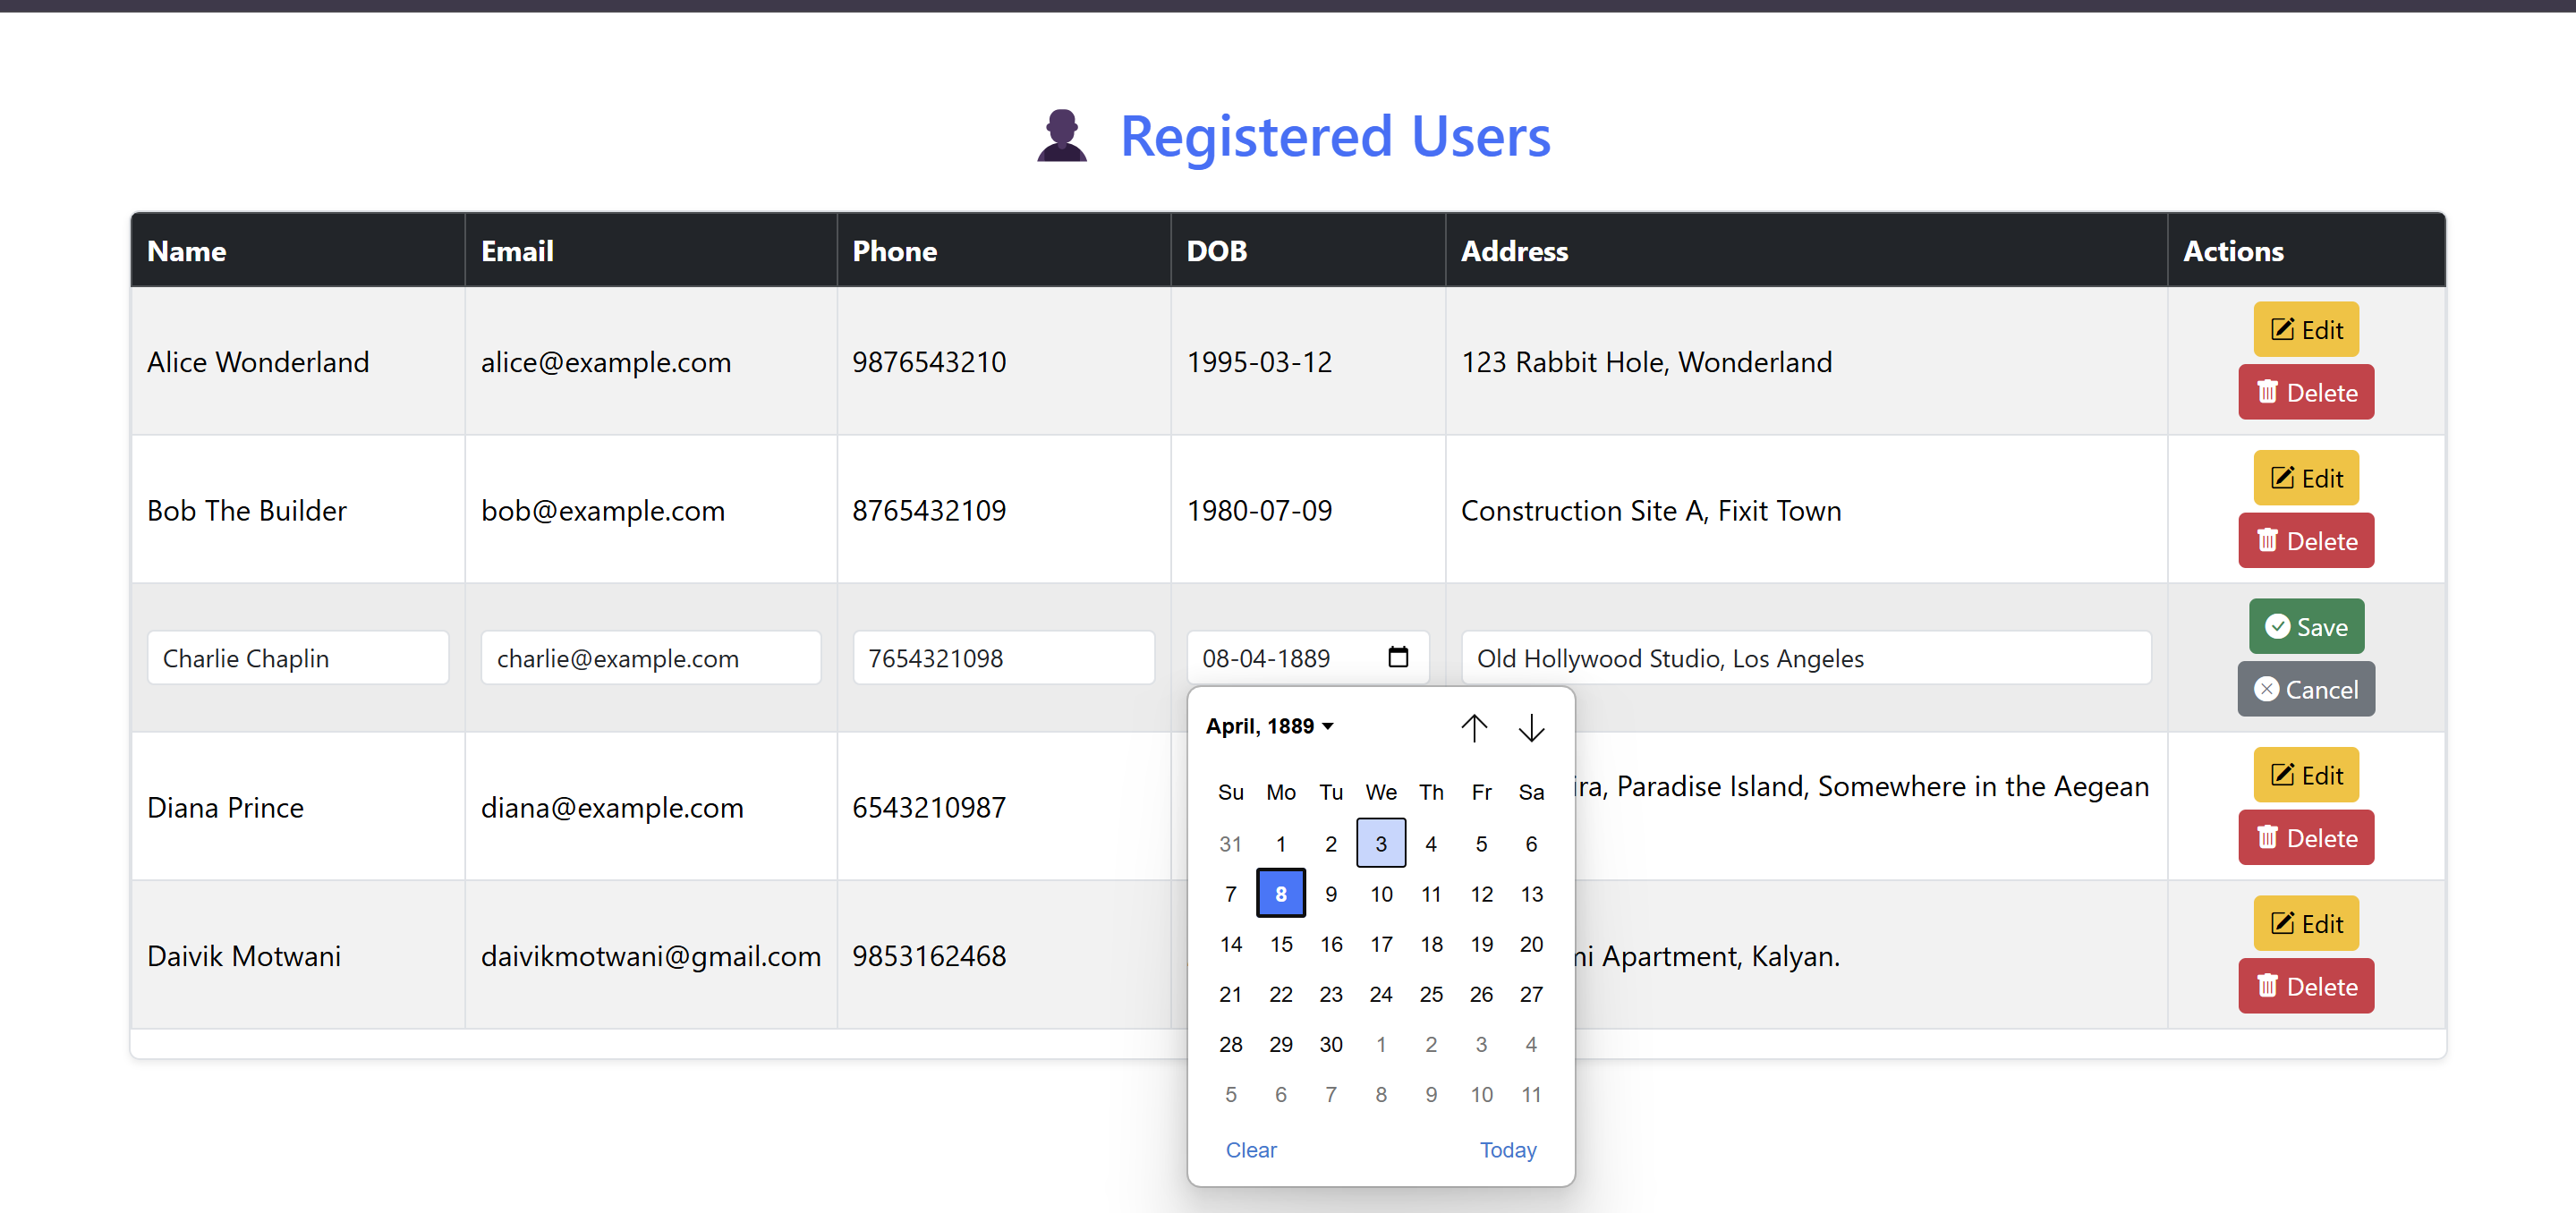 Registered Users
Name Email Phone DOB Address Actions
Alice Wonderland alice@example.com 9876543210 1995-03-12 123 Rabbit Hole, Wonderland Edit
Delete
Bob The Builder bob@example.com 8765432109 1980-07-09 Construction Site A, Fixit Town Edit
Delete
Charlie Chaplin charlie@example.com 7654321098 08-04-1889 Old Hollywood Studio, Los Angeles Save
Cancel
April, 1889
Su Mo Tu We Th Fr Sa
31 1 2 3 4 5 6
7 8 9 10 11 12 13
14 15 16 17 18 19 20
21 22 23 24 25 26 27
28 29 30 1 2 3 4
5 6 7 8 9 10 11
Clear Today
Diana Prince diana@example.com 6543210987 Paradise Island, Somewhere in the Aegean Edit
Delete
Daivik Motwani daivikmotwani@gmail.com 9853162468 Apartment, Kalyan. Edit
Delete